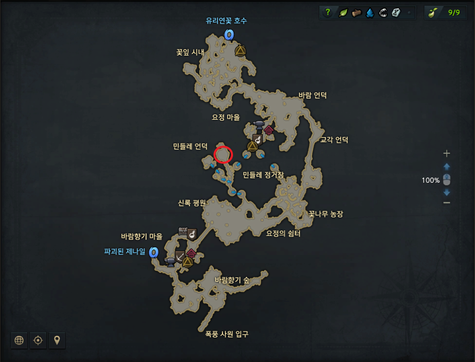 ?
9/9
유리연꽃 호수
꽃잎 시내
바람 언덕
요정 마을
교각 언덕
민들레 언덕
민들레 정거장
100%
신록 평원
꽃나무 농장
요정의 쉼터
바람향기 마을
파괴된 제나일
바람향기 숲
폭풍 사원 입구